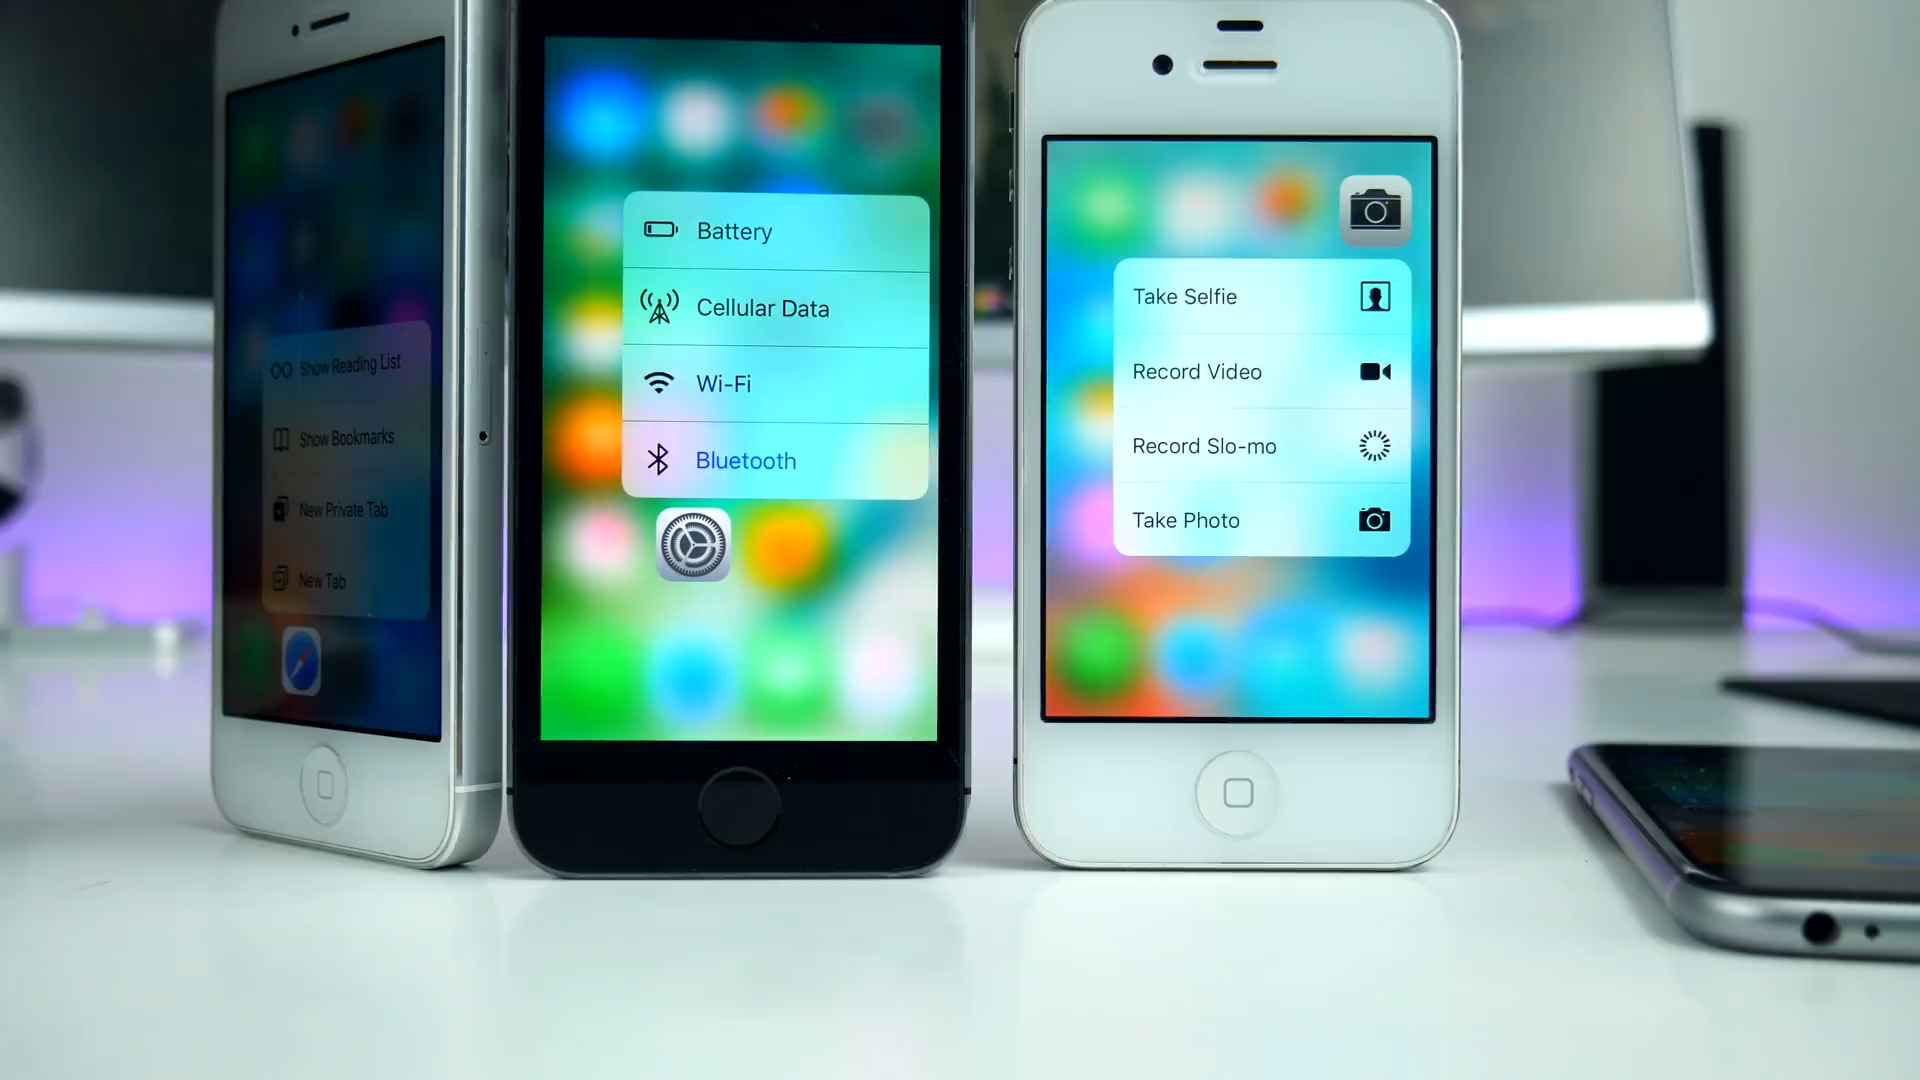 Show Reading List
Show Bookmarks
New Private Tab
New Tab
Battery
Cellular Data
Wi-Fi
Bluetooth
Take Selfie
Record Video
Record Slo-mo
Take Photo